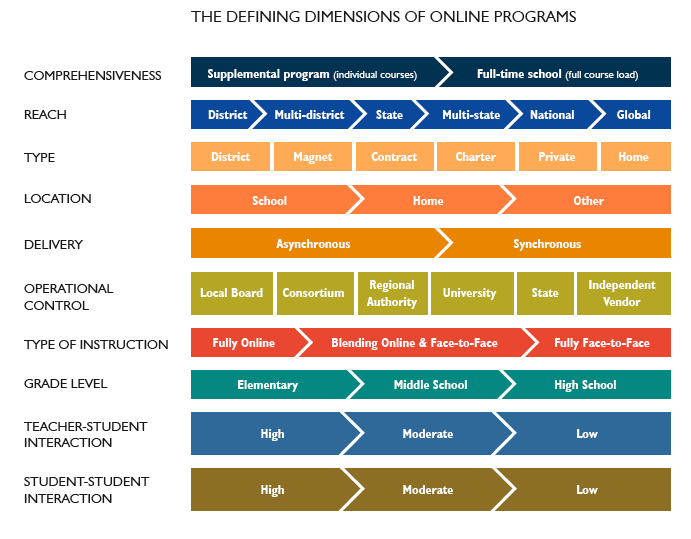 THE DEFINING DIMENSIONS OF ONLINE PROGRAMS
COMPREHENSIVENESS
Supplemental program (individual courses)
Full-time school (full course load)
REACH
District
Multi-district
State
Multi-state
National
Global
TYPE
District
Magnet
Contract
Charter
Private
Home
LOCATION
School
Home
Other
DELIVERY
Asynchronous
Synchronous
OPERATIONAL
CONTROL
Local Board
Consortium
Regional
Authority
University
State
Independent
Vendor
TYPE OF INSTRUCTION
Fully Online
Blending Online & Face-to-Face
Fully Face-to-Face
GRADE LEVEL
Elementary
Middle School
High School
TEACHER-STUDENT
INTERACTION
High
Moderate
Low
STUDENT-STUDENT
INTERACTION
High
Moderate
Low